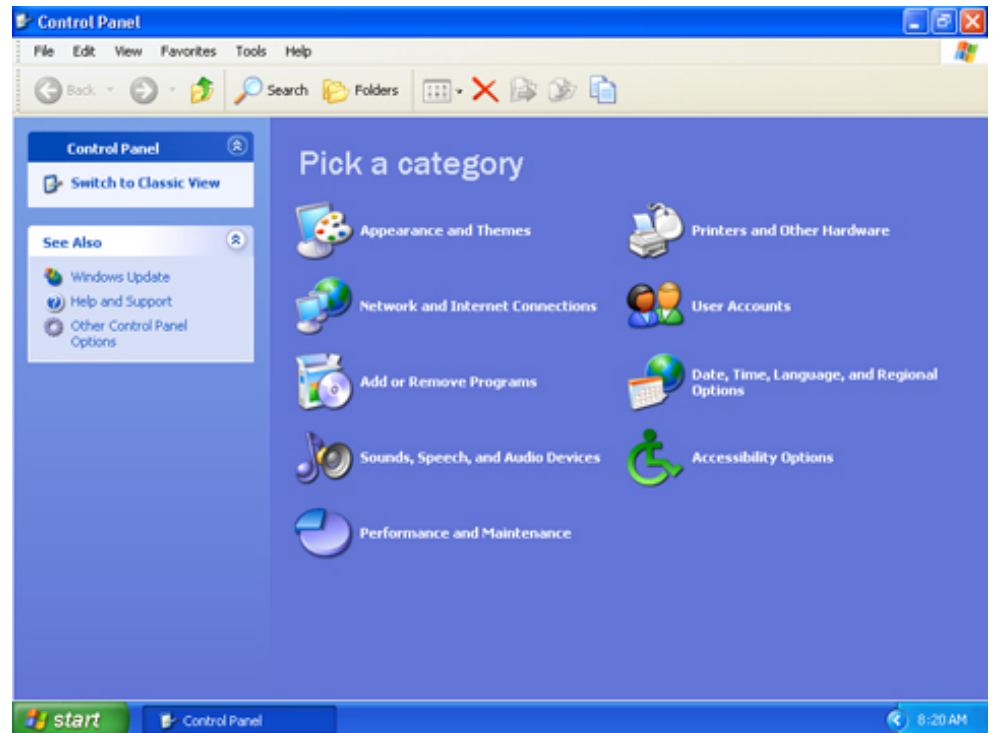 Control Panel
File Edit View Favorites Tools Help
Back Search Folders
Control Panel
Switch to Classic View
See Also
Windows Update
Help and Support
Other Control Panel
Options
Pick a category
Appearance and Themes
Printers and Other Hardware
Network and Internet Connections
User Accounts
Add or Remove Programs
Date, Time, Language, and Regional
Options
Sounds, Speech, and Audio Devices
Accessibility Options
Performance and Maintenance
start Control Panel 8:20 AM